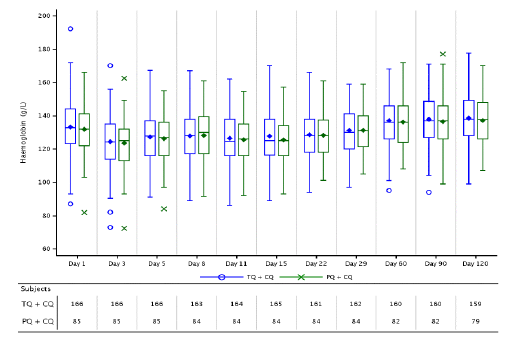 Haemoglobin (g/L)
200
180
160
140
120
100
80
60
Day 1 Day 3 Day 5 Day 8 Day 11 Day 15 Day 22 Day 29 Day 60 Day 90 Day 120
TQ + CQ PQ + CQ
Subjects
TQ + CQ 166 166 166 163 164 165 161 162 160 160 159
PQ + CQ 85 85 85 84 84 84 84 84 82 82 79